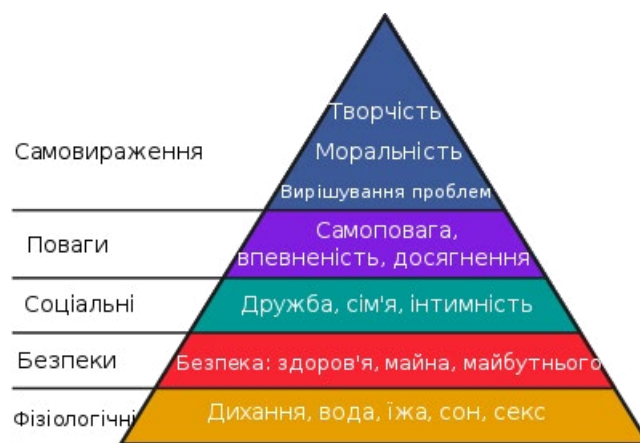 Творчість
Самовираження
Моральність
Вирішування проблем
Поваги
Самоповага,
впевненість, досягнення
Соціальні
Дружба, сім'я, інтимність
Безпеки
Безпека: здоров'я, майна, майбутнього
Фізіологічні
Дихання, вода, їжа, сон, секс